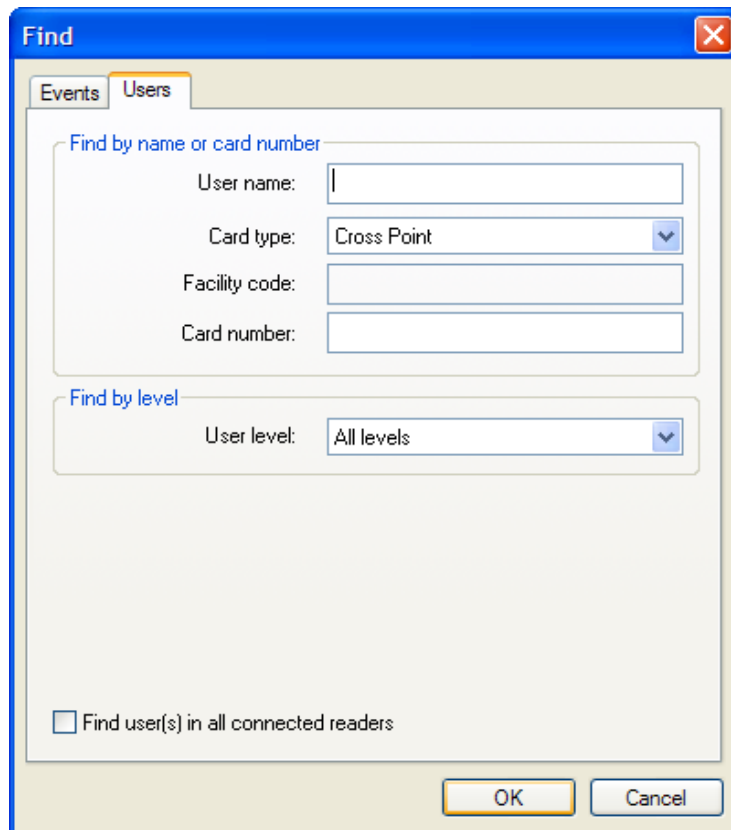 Find
Events Users
Find by name or card number
User name:
Card type: Cross Point
Facility code:
Card number:
Find by level
User level: All levels
Find user(s) in all connected readers
OK Cancel